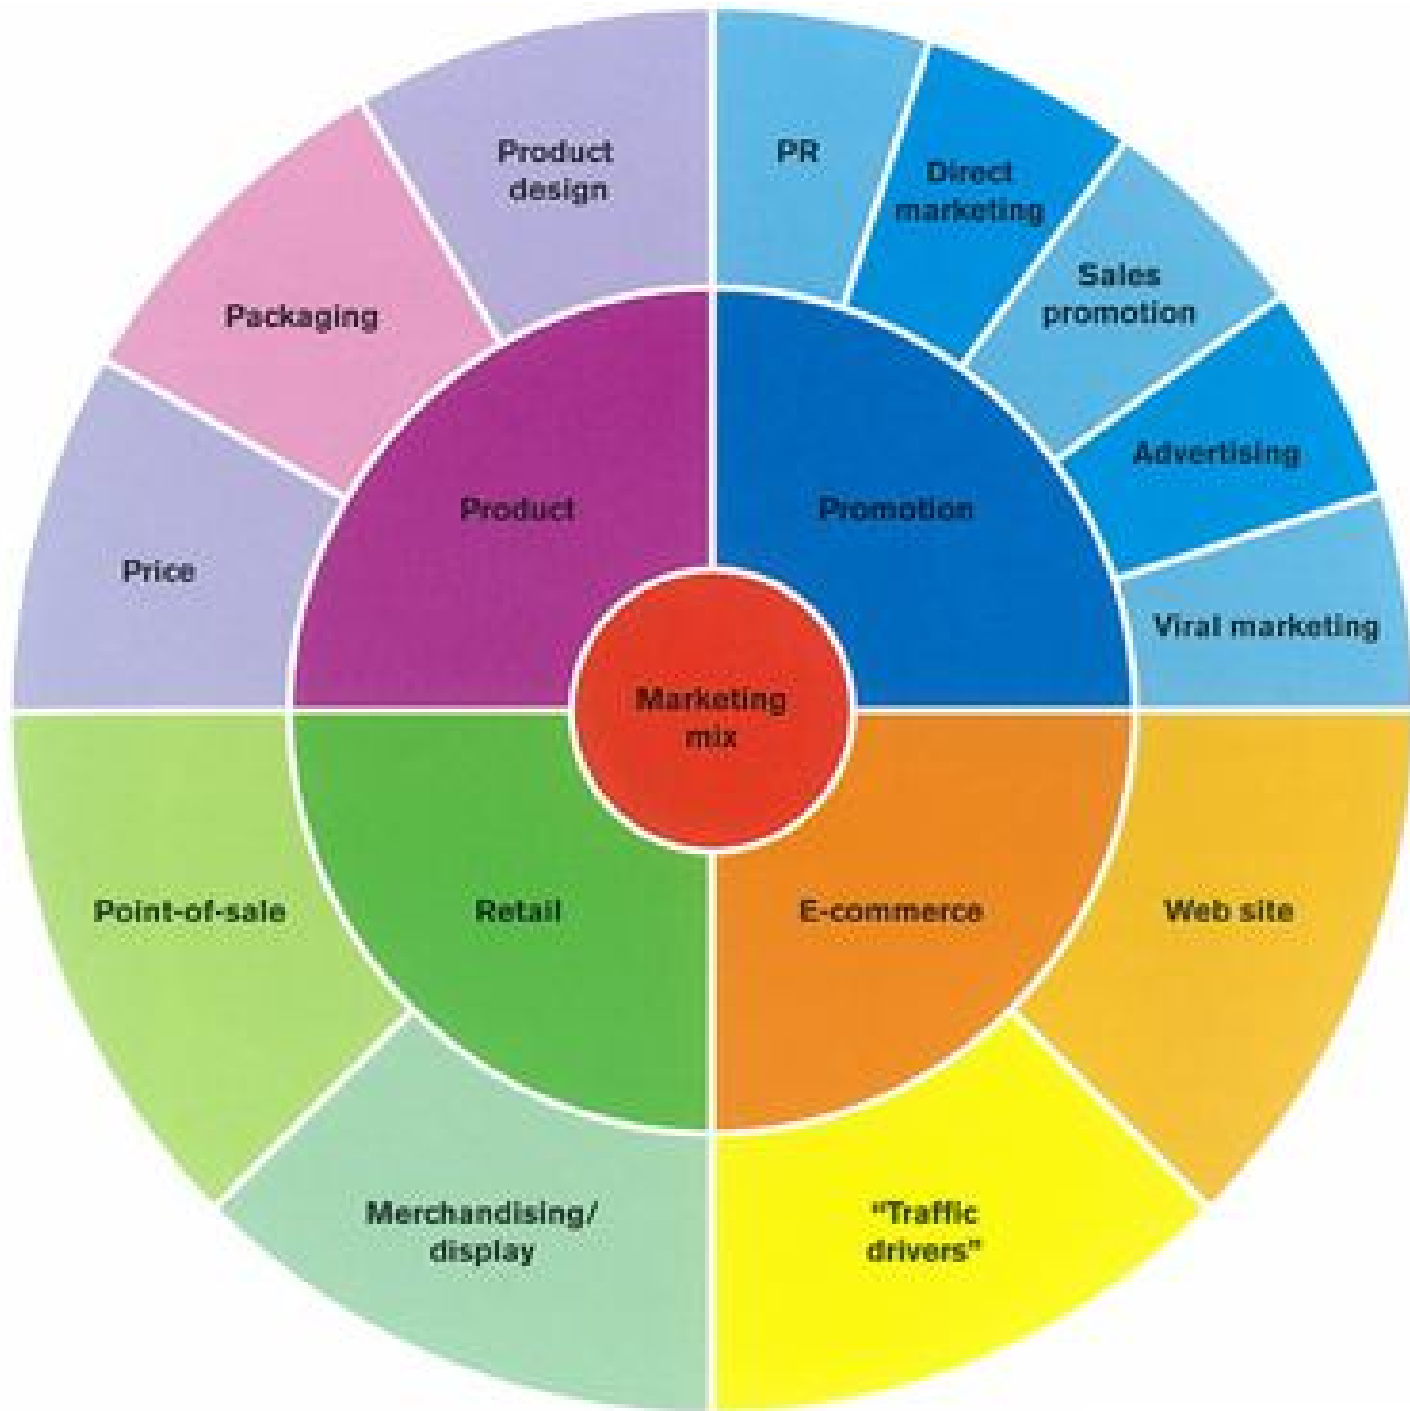 Product
design
PR
Direct
marketing
Sales
promotion
Packaging
Advertising
Price
Viral marketing
Product
Promotion
Marketing
mix
Point-of-sale
Retail
E-commerce
Web site
Merchandising/
display
“Traffic
drivers”